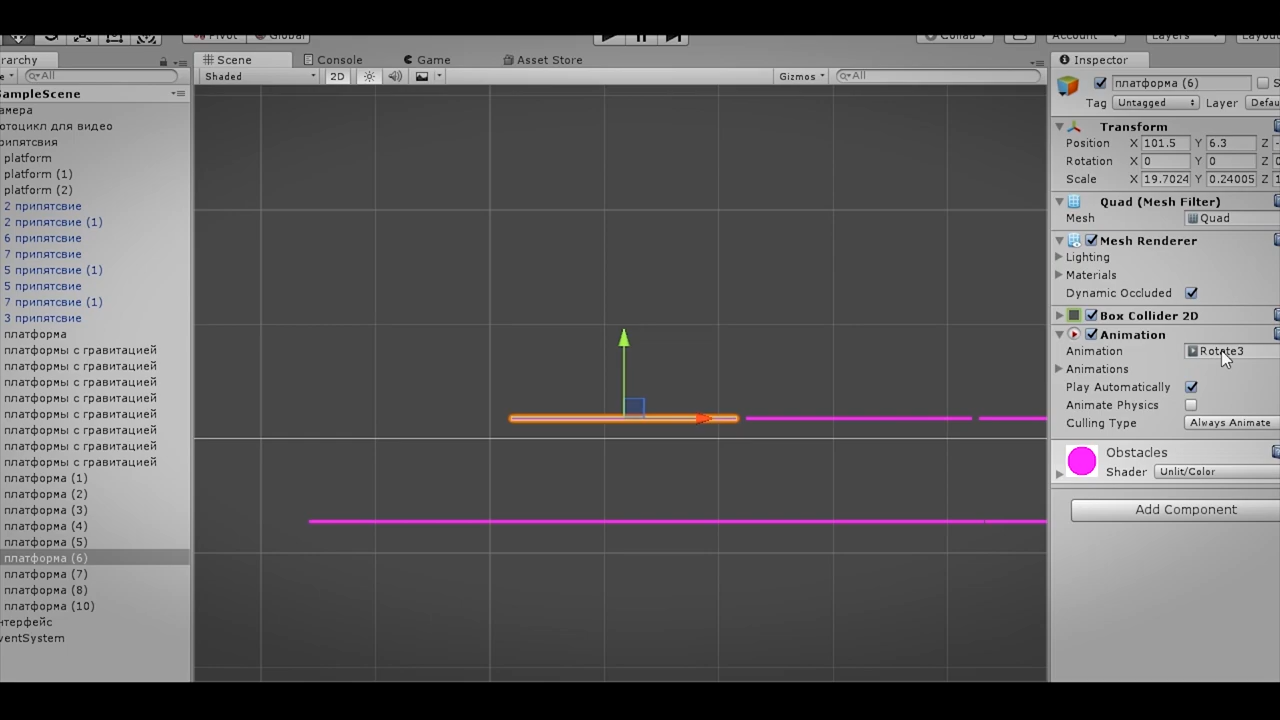 Pivot
Global
Collab
Account
Layers
Layou
rarchy
Scene
Console
Game
Asset Store
Inspector
All
Shaded
2D
Gizmos
All
SampleScene
амера
отоцикл для видео
рипятсвия
platform
platform (1)
platform (2)
2 припятсвие
2 припятсвие (1)
6 припятсвие
7 припятсвие
5 припятсвие (1)
5 припятсвие
7 припятсвие (1)
3 припятсвие
платформа
платформы с гравитацией
платформы с гравитацией
платформы с гравитацией
платформы с гравитацией
платформы с гравитацией
платформы с гравитацией
платформы с гравитацией
платформы с гравитацией
платформа (1)
платформа (2)
платформа (3)
платформа (4)
платформа (5)
платформа (6)
платформа (7)
платформа (8)
платформа (10)
нтерфейс
ventSystem
платформа (6)
S
Tag Untagged Layer Defau
Transform
Position X 101.5 Y 6.3 Z -
Rotation X 0 Y 0 Z 0
Scale X 19.7024 Y 0.24005 Z 1
Quad (Mesh Filter)
Mesh Quad
Mesh Renderer
Lighting
Materials
Dynamic Occluded
Box Collider 2D
Animation
Animation Rotate3
Animations
Play Automatically
Animate Physics
Culling Type Always Animate
Obstacles
Shader Unlit/Color
Add Component